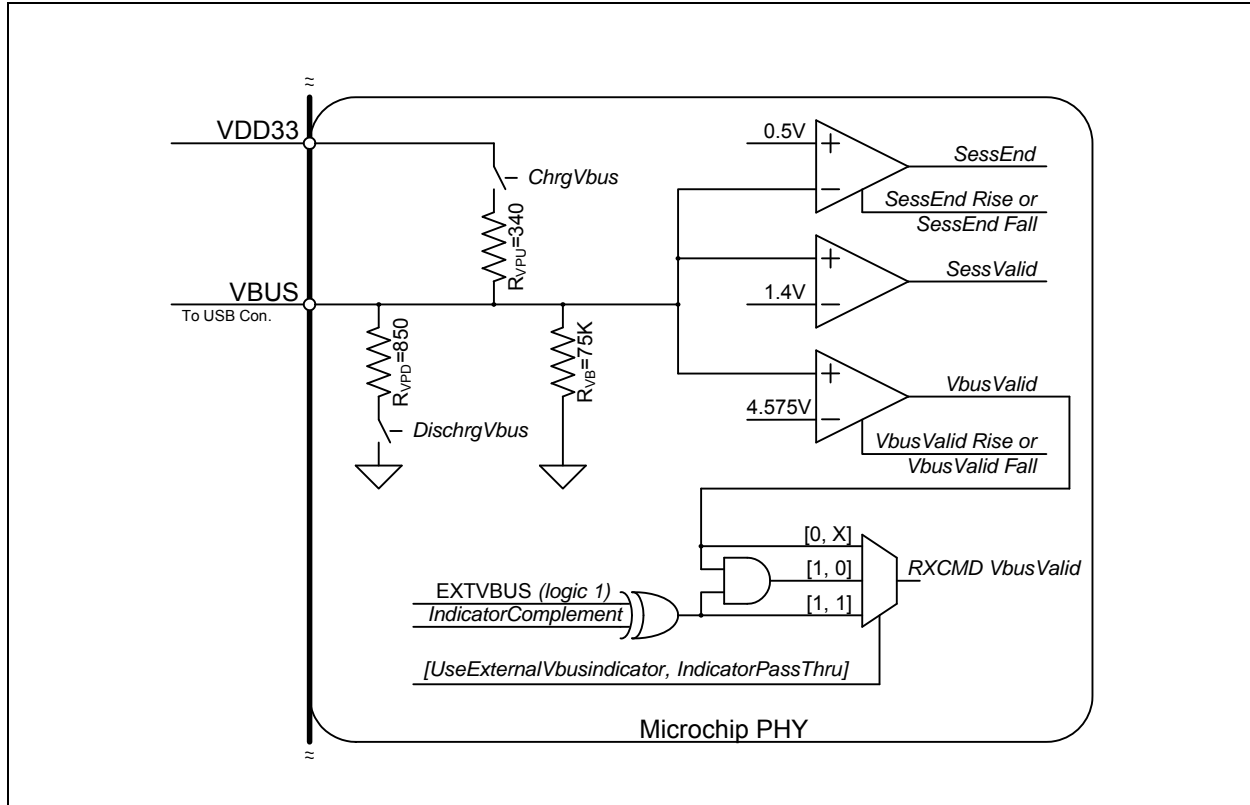 VDD33
ChrgVbus
RVPU=340
VBUS
To USB Con.
RVPD=850
DischrgVbus
RVB=75K
0.5V
+
−
SessEnd
SessEnd Rise or
SessEnd Fall
+
−
1.4V
SessValid
+
−
4.575V
VbusValid
VbusValid Rise or
VbusValid Fall
[0, X]
[1, 0]
[1, 1]
RXCMD VbusValid
EXTVBUS (logic 1)
IndicatorComplement
[UseExternalVbusindicator, IndicatorPassThru]
Microchip PHY